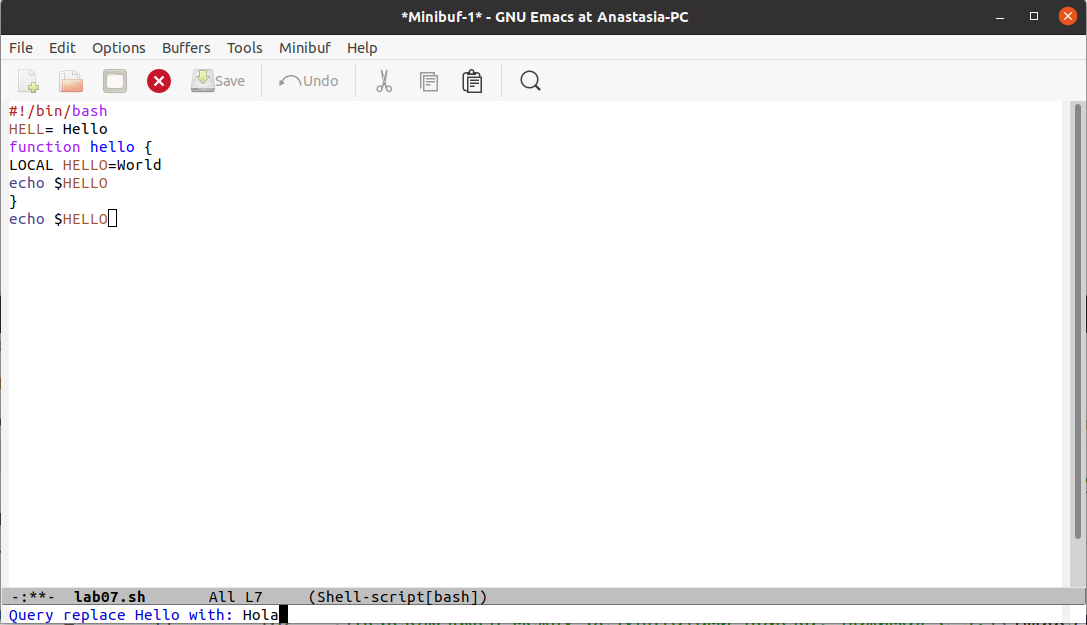 *Minibuf-1* - GNU Emacs at Anastasia-PC
File Edit Options Buffers Tools Minibuf Help
Save Undo
#!/bin/bash
HELL= Hello
function hello {
LOCAL HELLO=World
echo $HELLO
}
echo $HELLO
-:**- lab07.sh All L7 (Shell-script[bash])
Query replace Hello with: Hola